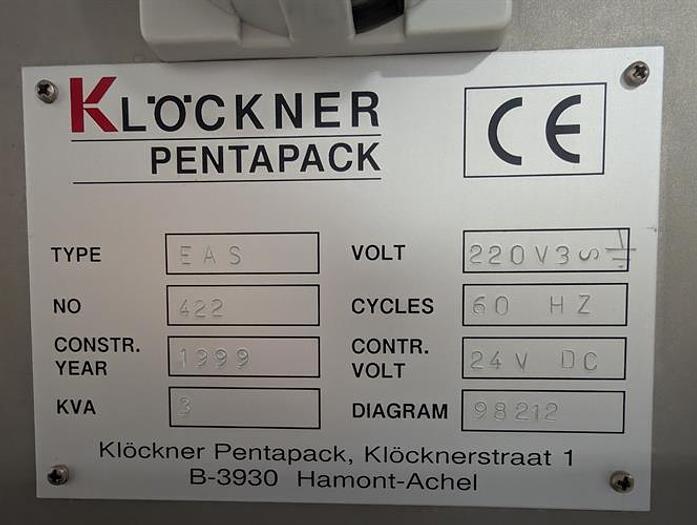 KLÖCKNER
PENTAPACK
CE
TYPE EAS VOLT 220V3
NO 422 CYCLES 60 HZ
CONSTR. YEAR 1999 CONTR. VOLT 24V DC
KVA 3 DIAGRAM 98212
Klöckner Pentapack, Klöcknerstraat 1
B-3930 Hamont-Achel